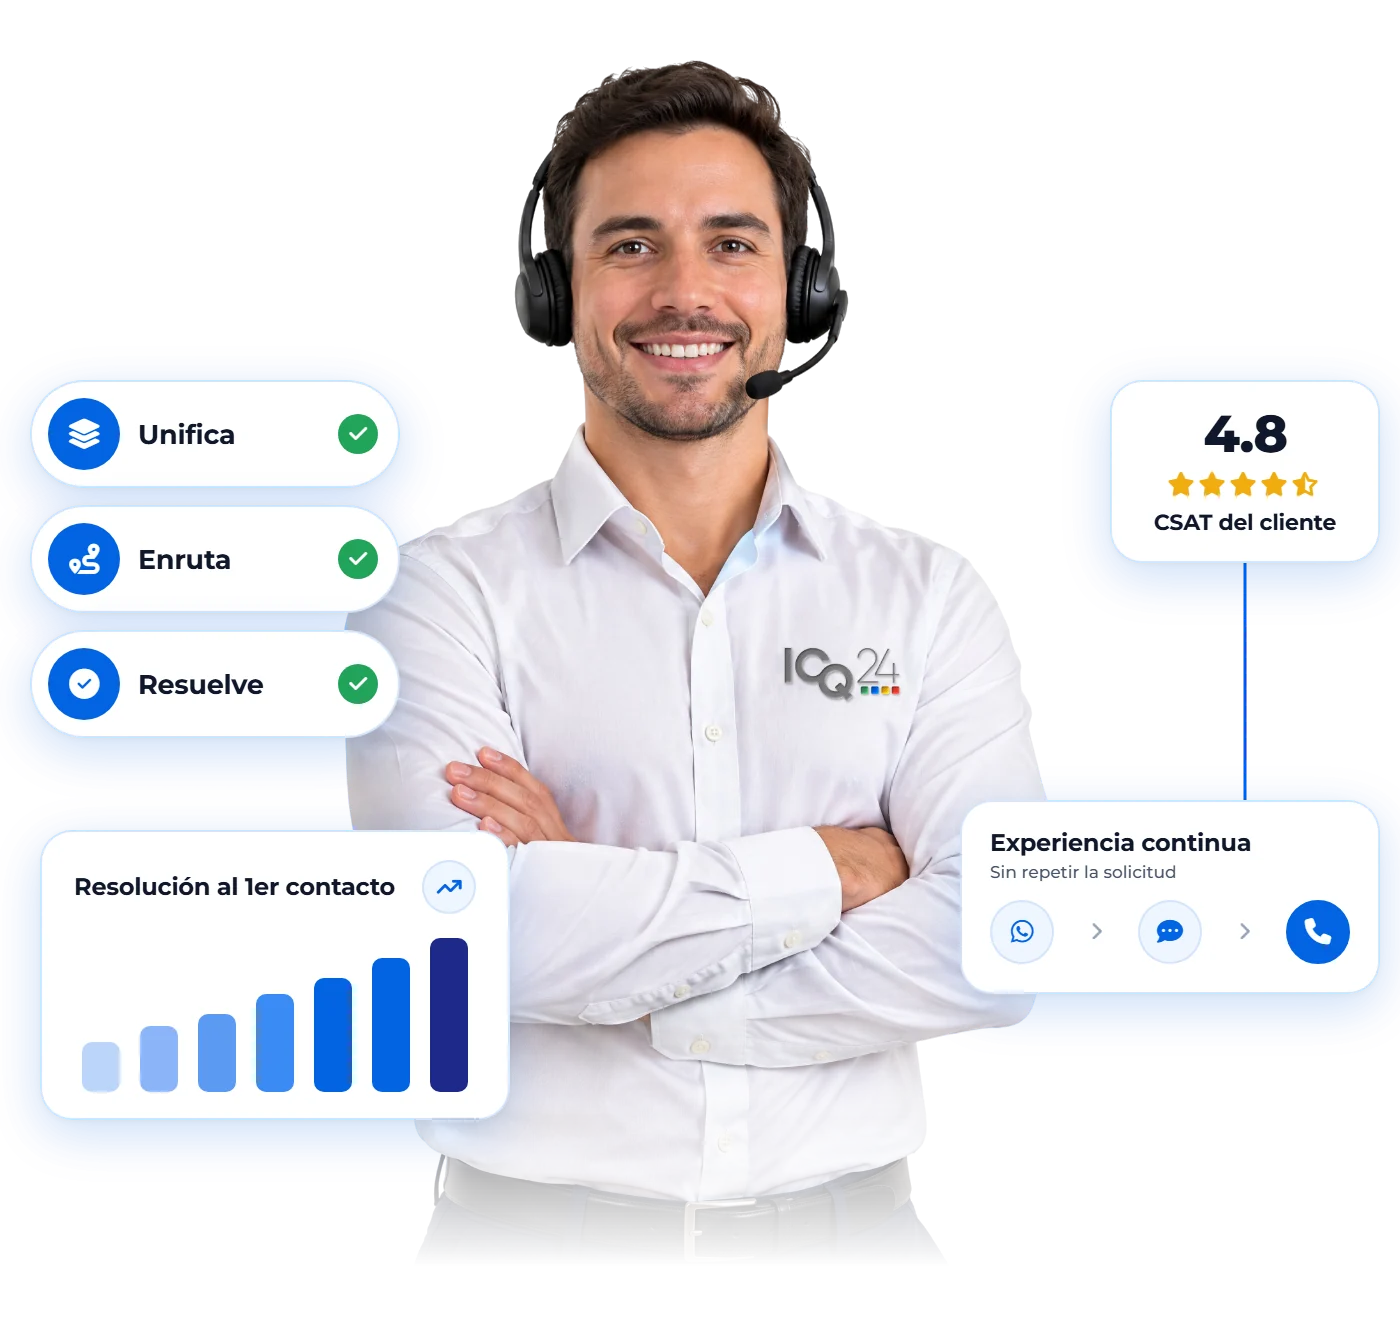 Unifica
Enruta
Resuelve
Resolución al 1er contacto
ICQ24
4.8
CSAT del cliente
Experiencia continua
Sin repetir la solicitud